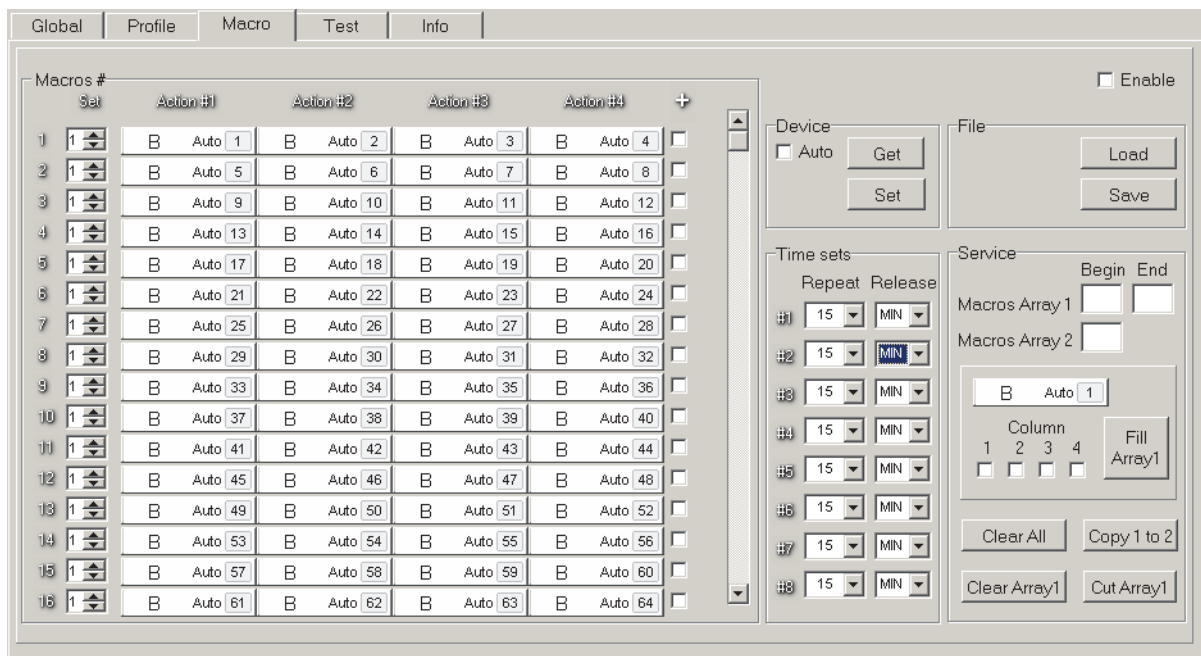 Global Profile Macro Test Info
Enable
Macros #
Set Action #1 Action #2 Action #3 Action #4 +
1 1 B Auto 1 B Auto 2 B Auto 3 B Auto 4
2 1 B Auto 5 B Auto 6 B Auto 7 B Auto 8
3 1 B Auto 9 B Auto 10 B Auto 11 B Auto 12
4 1 B Auto 13 B Auto 14 B Auto 15 B Auto 16
5 1 B Auto 17 B Auto 18 B Auto 19 B Auto 20
6 1 B Auto 21 B Auto 22 B Auto 23 B Auto 24
7 1 B Auto 25 B Auto 26 B Auto 27 B Auto 28
8 1 B Auto 29 B Auto 30 B Auto 31 B Auto 32
9 1 B Auto 33 B Auto 34 B Auto 35 B Auto 36
10 1 B Auto 37 B Auto 38 B Auto 39 B Auto 40
11 1 B Auto 41 B Auto 42 B Auto 43 B Auto 44
12 1 B Auto 45 B Auto 46 B Auto 47 B Auto 48
13 1 B Auto 49 B Auto 50 B Auto 51 B Auto 52
14 1 B Auto 53 B Auto 54 B Auto 55 B Auto 56
15 1 B Auto 57 B Auto 58 B Auto 59 B Auto 60
16 1 B Auto 61 B Auto 62 B Auto 63 B Auto 64
Device
Auto Get
Set
File
Load
Save
Time sets
Repeat Release
#1 15 MIN
#2 15 MIN
#3 15 MIN
#4 15 MIN
#5 15 MIN
#6 15 MIN
#7 15 MIN
#8 15 MIN
Service
Begin End
Macros Array 1
Macros Array 2
B Auto 1
Column
1 2 3 4
Fill
Array1
Clear All Copy 1 to 2
Clear Array1 Cut Array1